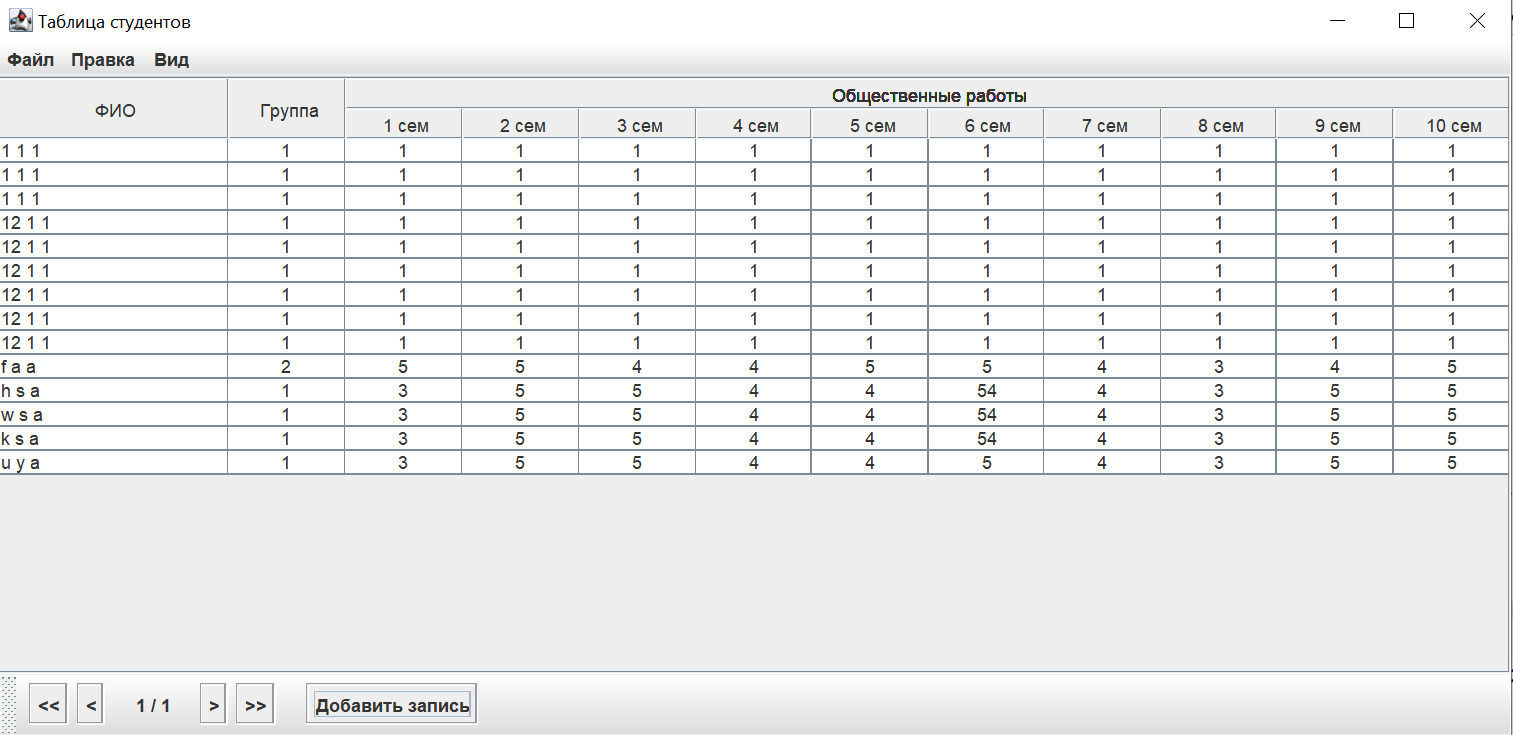 Таблица студентов
Файл Правка Вид
ФИО Группа Общественные работы
1 сем 2 сем 3 сем 4 сем 5 сем 6 сем 7 сем 8 сем 9 сем 10 сем
1 1 1 1 1 1 1 1 1 1 1 1 1 1
1 1 1 1 1 1 1 1 1 1 1 1 1 1
1 1 1 1 1 1 1 1 1 1 1 1 1 1
12 1 1 1 1 1 1 1 1 1 1 1 1 1
12 1 1 1 1 1 1 1 1 1 1 1 1 1
12 1 1 1 1 1 1 1 1 1 1 1 1 1
12 1 1 1 1 1 1 1 1 1 1 1 1 1
12 1 1 1 1 1 1 1 1 1 1 1 1 1
12 1 1 1 1 1 1 1 1 1 1 1 1 1
f a a 2 5 5 4 4 5 5 4 3 4 5
h s a 1 3 5 5 4 4 54 4 3 5 5
w s a 1 3 5 5 4 4 54 4 3 5 5
k s a 1 3 5 5 4 4 54 4 3 5 5
u y a 1 3 5 5 4 4 5 4 3 5 5
<< < 1 / 1 > >> Добавить запись